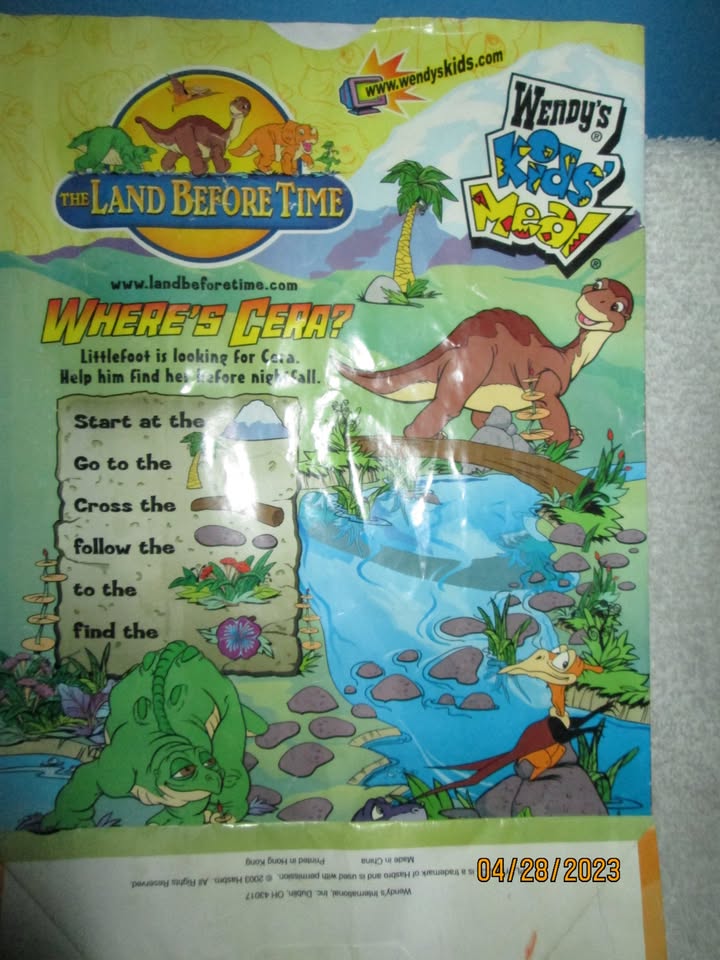 www.wendyskids.com
WENDY'S®
Kids'
Meal®
THE LAND BEFORE TIME
www.landbeforetime.com
WHERE'S CERA?
Littlefoot is looking for Cera.
Help him find her before nightfall.
Start at the
Go to the
Cross the
follow the
to the
find the
04/28/2023
Wendy's International, Inc. Dublin, OH 43017
is a trademark of Hasbro and is used with permission. © 2003 Hasbro. All Rights Reserved.
Made in China Printed in Hong Kong